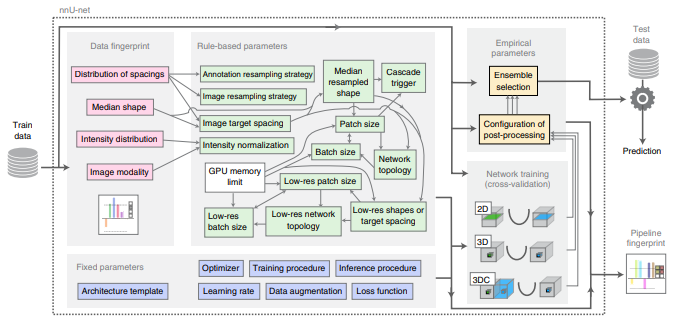 nnU-net
Data fingerprint
Distribution of spacings
Median shape
Intensity distribution
Image modality
Train
data
Rule-based parameters
Annotation resampling strategy
Image resampling strategy
Image target spacing
Intensity normalization
Median
resampled
shape
Cascade
trigger
Patch size
Batch size
Network
topology
GPU memory
limit
Low-res patch size
Low-res
batch size
Low-res network
topology
Low-res shapes or
target spacing
Empirical
parameters
Ensemble
selection
Configuration of
post-processing
Network training
(cross-validation)
2D
3D
3DC
Test
data
Prediction
Pipeline
fingerprint
Fixed parameters
Optimizer
Training procedure
Inference procedure
Architecture template
Learning rate
Data augmentation
Loss function